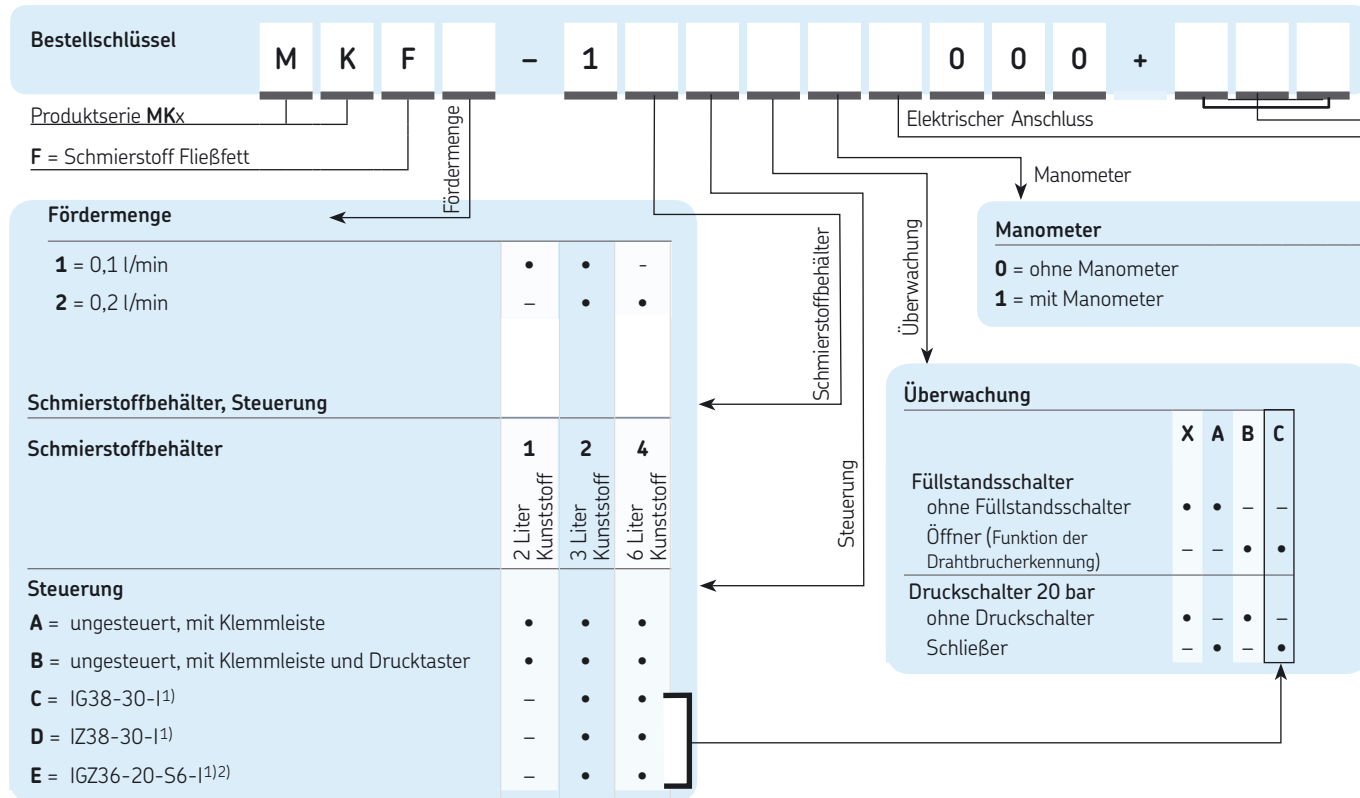 Bestellschlüssel
M K F – 1 0 0 0 +
Produktserie MKx
F = Schmierstoff Fließfett
Fördermenge
Elektrischer Anschluss
Manometer
Überwachung
Schmierstoffbehälter
Steuerung
Fördermenge
1 = 0,1 l/min • • -
2 = 0,2 l/min – • •
Schmierstoffbehälter, Steuerung
Schmierstoffbehälter 1 2 4
2 Liter
Kunststoff
3 Liter
Kunststoff
6 Liter
Kunststoff
Steuerung
A = ungesteuert, mit Klemmleiste • • •
B = ungesteuert, mit Klemmleiste und Drucktaster • • •
C = IG38-30-I1) – • •
D = IZ38-30-I1) – • •
E = IGZ36-20-S6-I1)2) – • •
Manometer
0 = ohne Manometer
1 = mit Manometer
Überwachung
X A B C
Füllstandsschalter
ohne Füllstandsschalter • • – –
Öffner (Funktion der
Drahtbrucherkennung) – – • •
Druckschalter 20 bar
ohne Druckschalter • – • –
Schließer – • – •